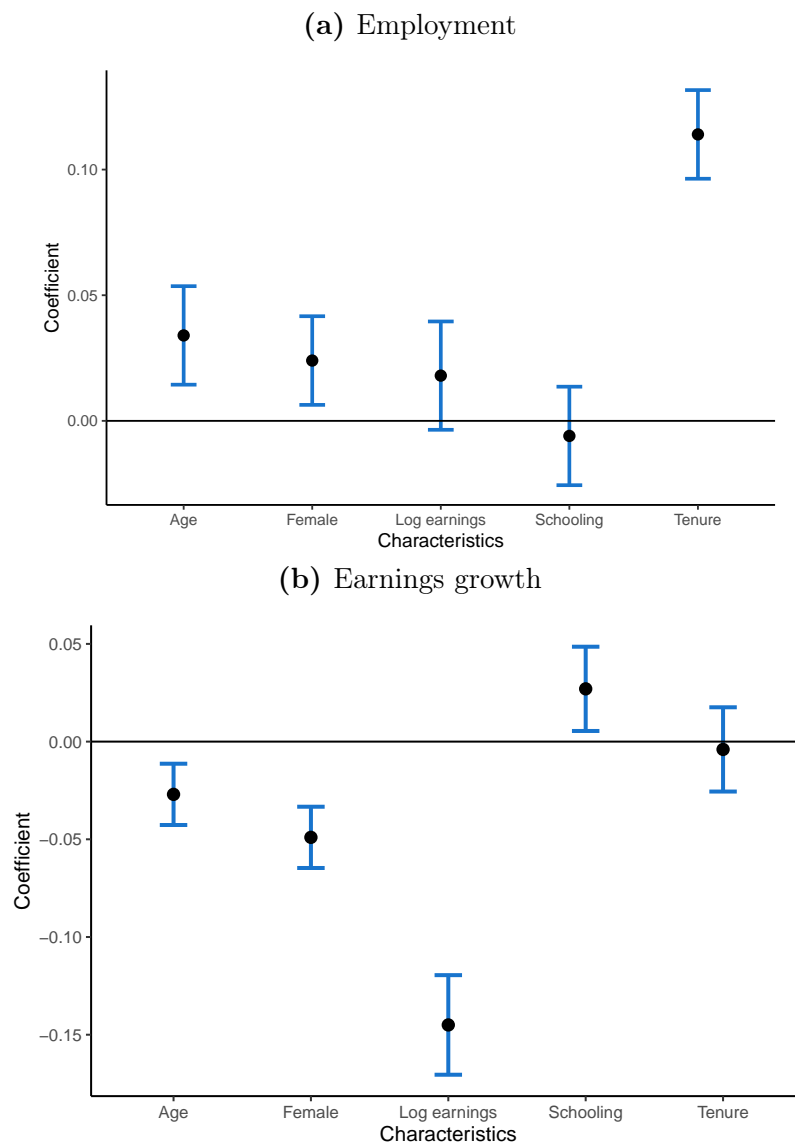 (a) Employment
0.10
0.05
0.00
Coefficient
Age Female Log earnings Schooling Tenure
Characteristics
(b) Earnings growth
0.05
0.00
−0.05
−0.10
−0.15
Coefficient
Age Female Log earnings Schooling Tenure
Characteristics